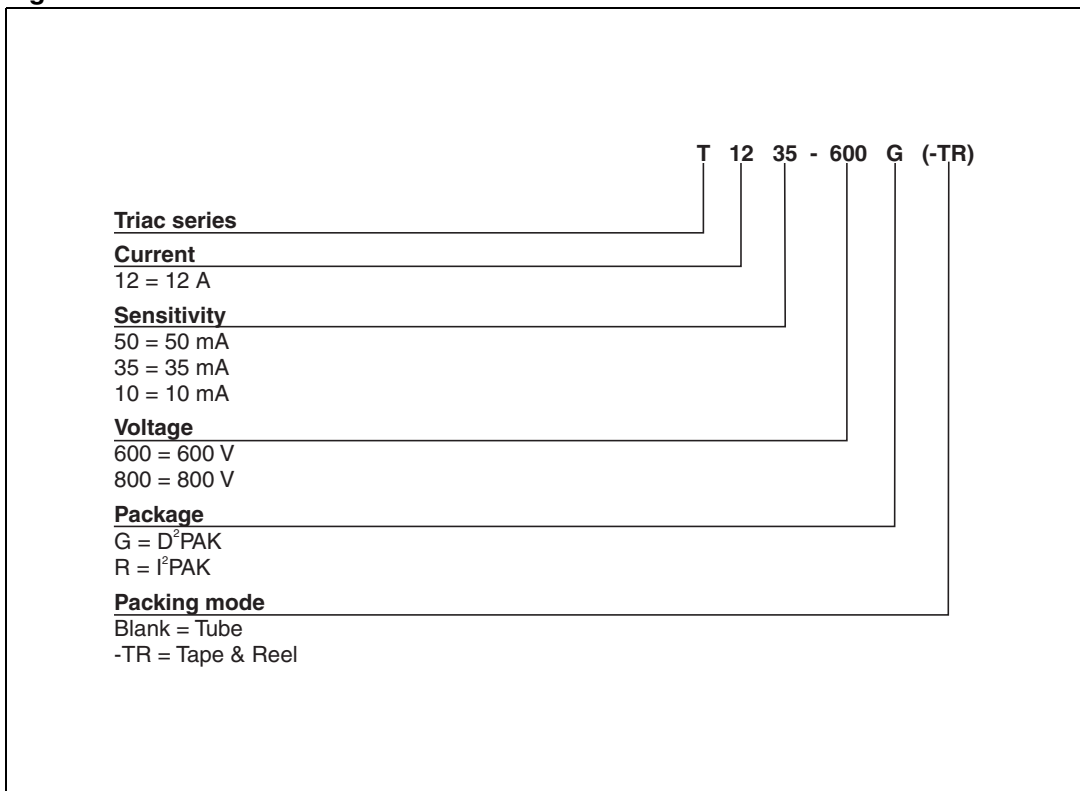 T 12 35 - 600 G (-TR)
Triac series
Current
12 = 12 A
Sensitivity
50 = 50 mA
35 = 35 mA
10 = 10 mA
Voltage
600 = 600 V
800 = 800 V
Package
G = D²PAK
R = I²PAK
Packing mode
Blank = Tube
-TR = Tape & Reel